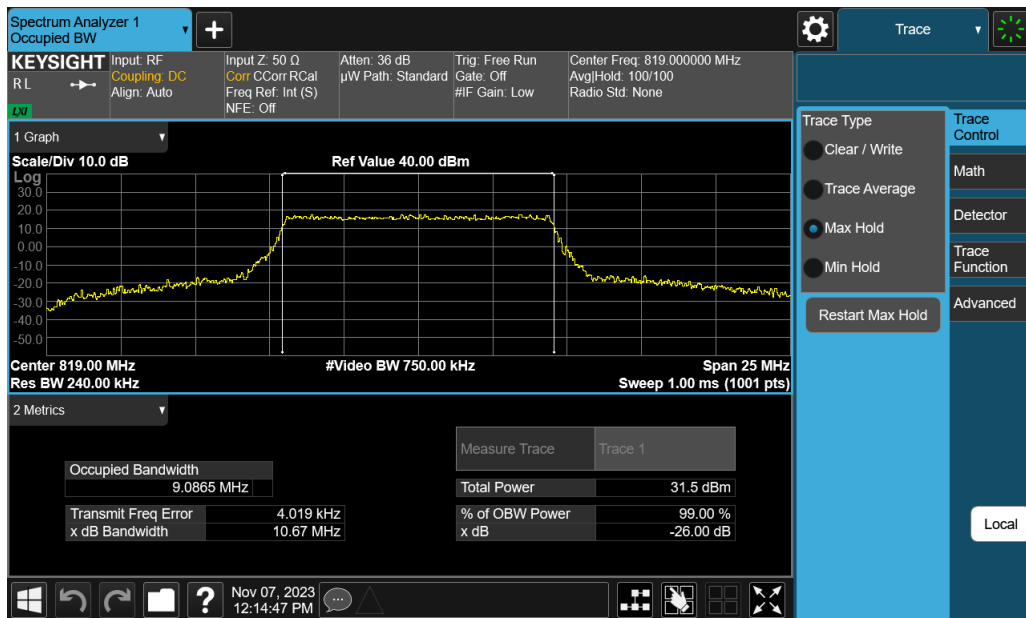 Spectrum Analyzer 1
Occupied BW
+
Trace
KEYSIGHT
R L
LXI
Input: RF
Coupling: DC
Align: Auto
Input Z: 50 Ω
Corr CCorr RCal
Freq Ref: Int (S)
NFE: Off
Atten: 36 dB
µW Path: Standard
Trig: Free Run
Gate: Off
#IF Gain: Low
Center Freq: 819.000000 MHz
Avg|Hold: 100/100
Radio Std: None
1 Graph
Scale/Div 10.0 dB
Ref Value 40.00 dBm
Log
30.0
20.0
10.0
0.00
-10.0
-20.0
-30.0
-40.0
-50.0
Center 819.00 MHz
#Video BW 750.00 kHz
Span 25 MHz
Res BW 240.00 kHz
Sweep 1.00 ms (1001 pts)
2 Metrics
Measure Trace
Trace 1
Occupied Bandwidth
9.0865 MHz
Total Power
31.5 dBm
Transmit Freq Error
4.019 kHz
% of OBW Power
99.00 %
x dB Bandwidth
10.67 MHz
x dB
-26.00 dB
Trace Type
Clear / Write
Trace Average
Max Hold
Min Hold
Restart Max Hold
Trace
Control
Math
Detector
Trace
Function
Advanced
Local
?
Nov 07, 2023
12:14:47 PM